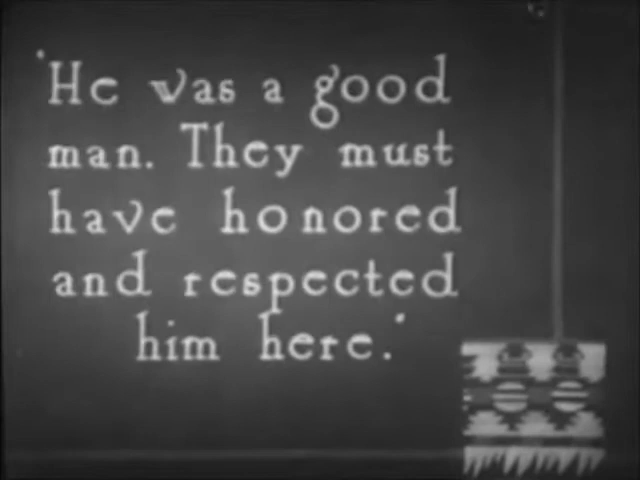 'He was a good
man. They must
have honored
and respected
him here.'